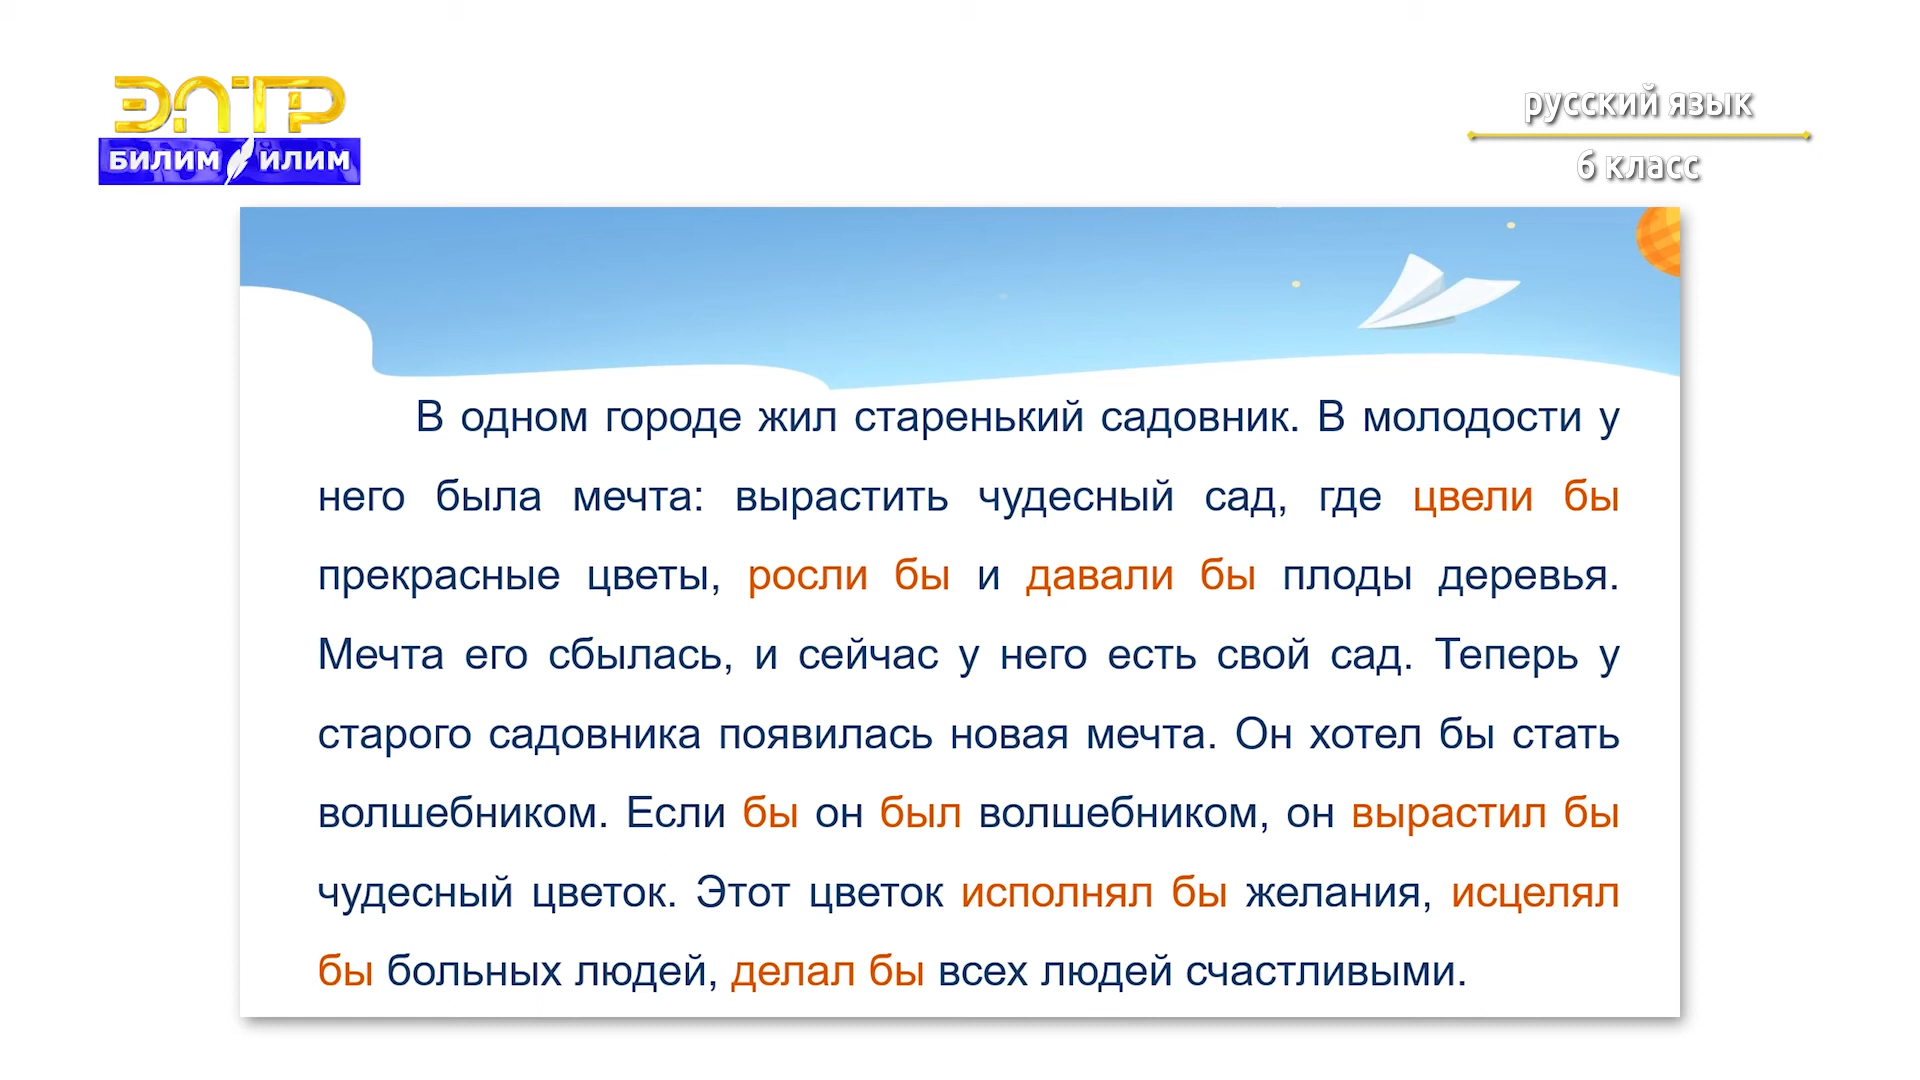 ЭЛТР
БИЛИМ ИЛИМ
русский язык
6 класс
В одном городе жил старенький садовник. В молодости у
него была мечта: вырастить чудесный сад, где цвели бы
прекрасные цветы, росли бы и давали бы плоды деревья.
Мечта его сбылась, и сейчас у него есть свой сад. Теперь у
старого садовника появилась новая мечта. Он хотел бы стать
волшебником. Если бы он был волшебником, он вырастил бы
чудесный цветок. Этот цветок исполнял бы желания, исцелял
бы больных людей, делал бы всех людей счастливыми.